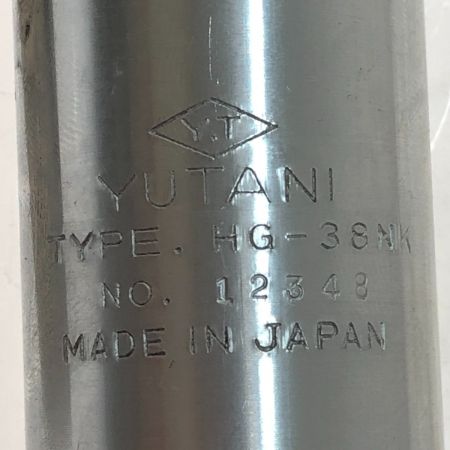 Y.T
YUTANI
TYPE. HG-38NK
NO. 12348
MADE IN JAPAN